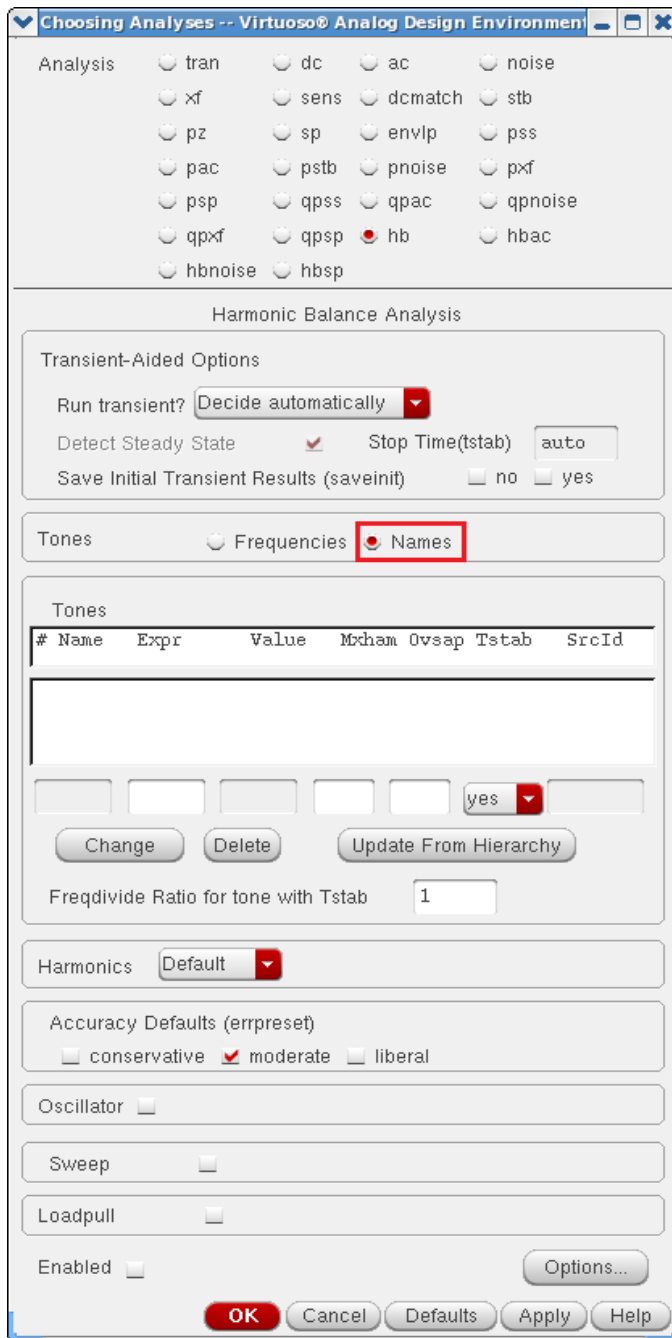 Choosing Analyses -- Virtuoso® Analog Design Environment
Analysis tran dc ac noise
xf sens dcmatch stb
pz sp envlp pss
pac pstb pnoise pxf
psp qpss qpac qpnoise
qpxf qpsp hb hbac
hbnoise hbsp
Harmonic Balance Analysis
Transient-Aided Options
Run transient? Decide automatically
Detect Steady State Stop Time(tstab) auto
Save Initial Transient Results (saveinit) no yes
Tones Frequencies Names
Tones
# Name Expr Value Mxham Ovsap Tstab SrcId
yes
Change Delete Update From Hierarchy
Freqdivide Ratio for tone with Tstab 1
Harmonics Default
Accuracy Defaults (errpreset)
conservative moderate liberal
Oscillator
Sweep
Loadpull
Enabled Options...
OK Cancel Defaults Apply Help